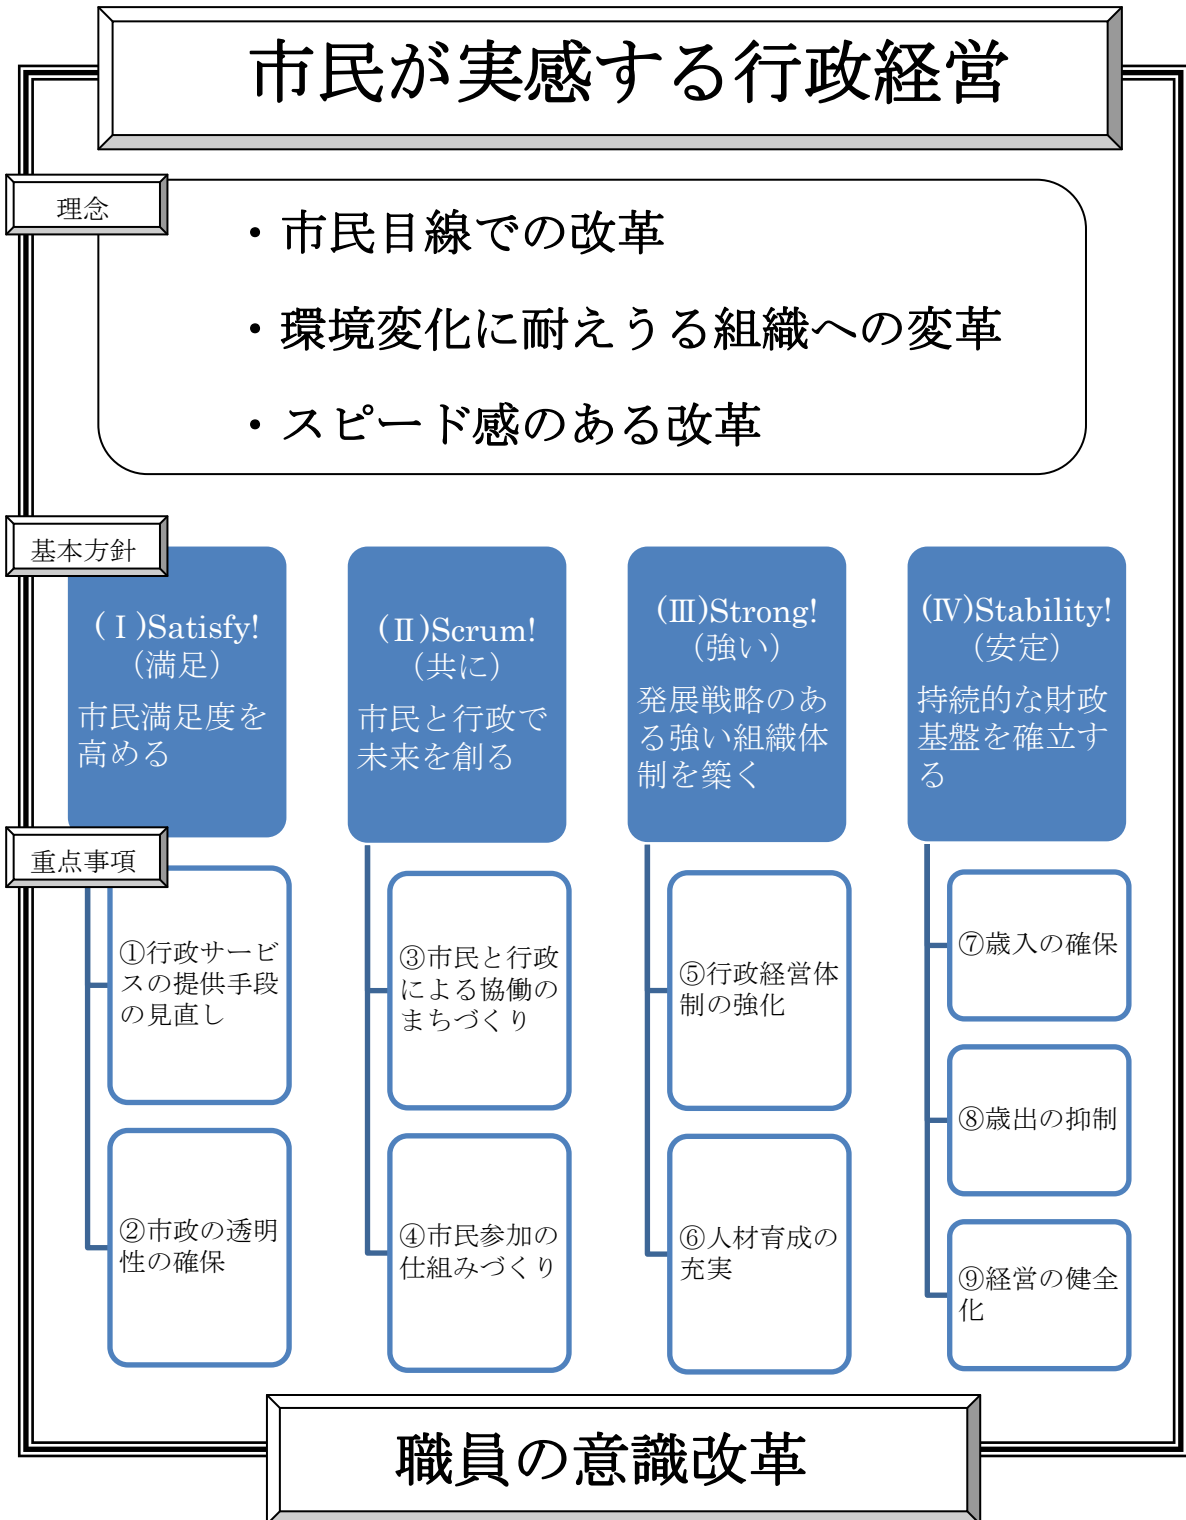 市民が実感する行政経営
理念
・市民目線での改革
・環境変化に耐えうる組織への変革
・スピード感のある改革
基本方針
(Ⅰ)Satisfy!
（満足）
市民満足度を
高める
(Ⅱ)Scrum!
（共に）
市民と行政で
未来を創る
(Ⅲ)Strong!
（強い）
発展戦略のあ
る強い組織体
制を築く
(Ⅳ)Stability!
（安定）
持続的な財政
基盤を確立す
る
重点事項
①行政サービ
スの提供手段
の見直し
②市政の透明
性の確保
③市民と行政
による協働の
まちづくり
④市民参加の
仕組みづくり
⑤行政経営体
制の強化
⑥人材育成の
充実
⑦歳入の確保
⑧歳出の抑制
⑨経営の健全
化
職員の意識改革